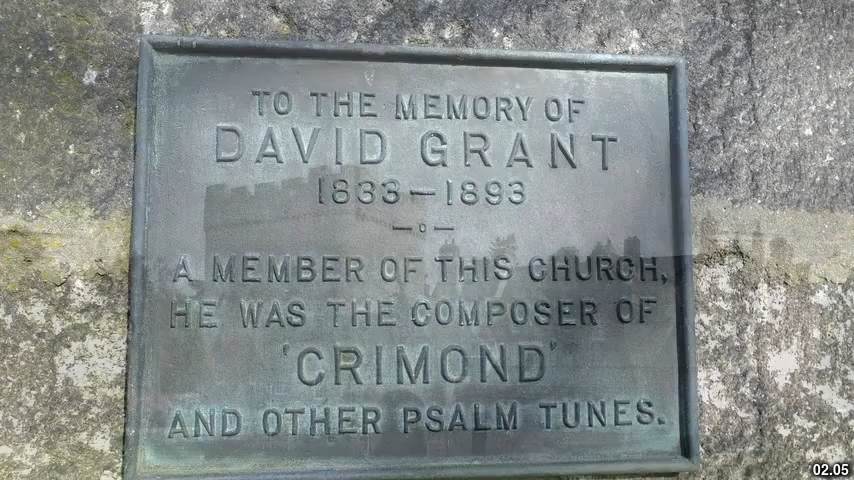 TO THE MEMORY OF
DAVID GRANT
1833—1893
—o—
A MEMBER OF THIS CHURCH,
HE WAS THE COMPOSER OF
'CRIMOND'
AND OTHER PSALM TUNES.
02.05